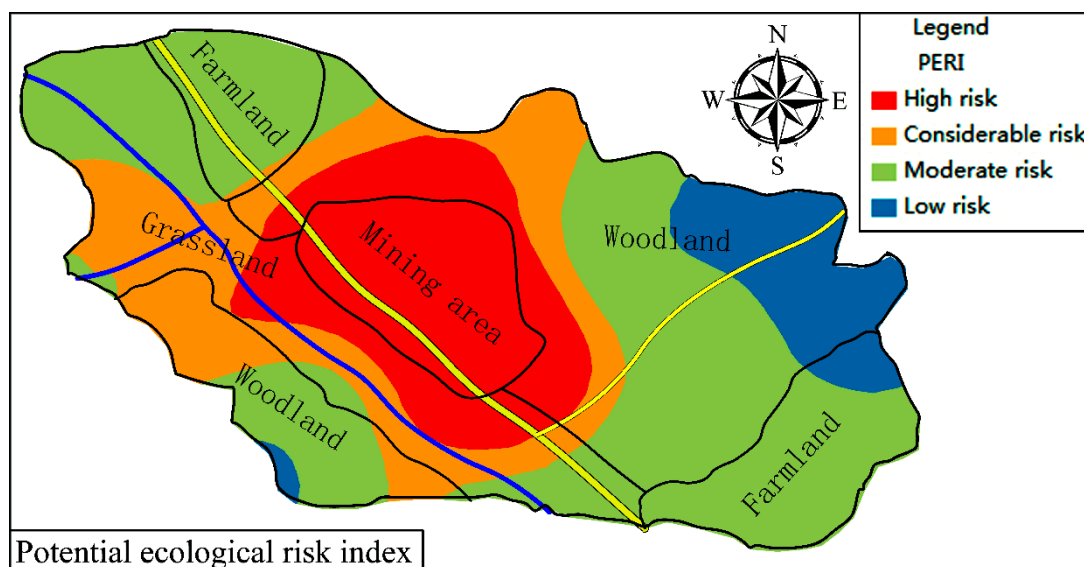 Legend
PERI
High risk
Considerable risk
Moderate risk
Low risk
N
W
E
S
Farmland
Grassland
Mining area
Woodland
Woodland
Farmland
Potential ecological risk index